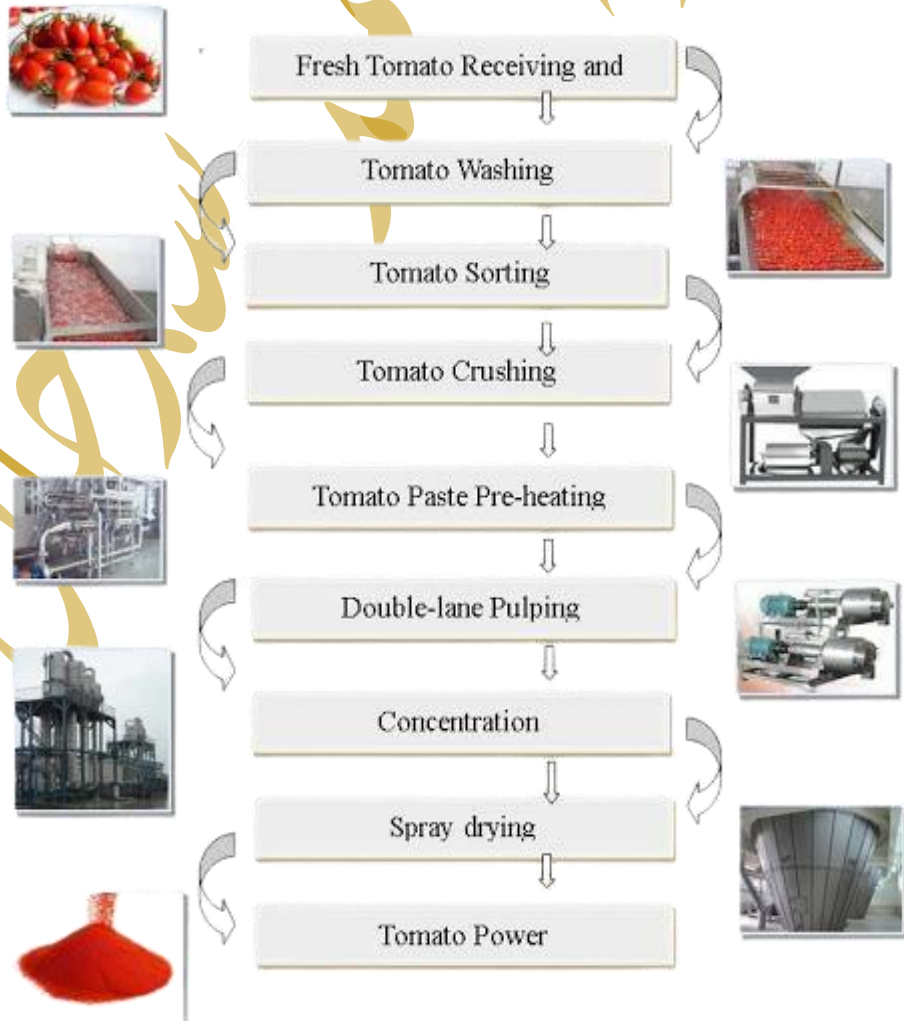 Fresh Tomato Receiving and
Tomato Washing
Tomato Sorting
Tomato Crushing
Tomato Paste Pre-heating
Double-lane Pulping
Concentration
Spray drying
Tomato Power